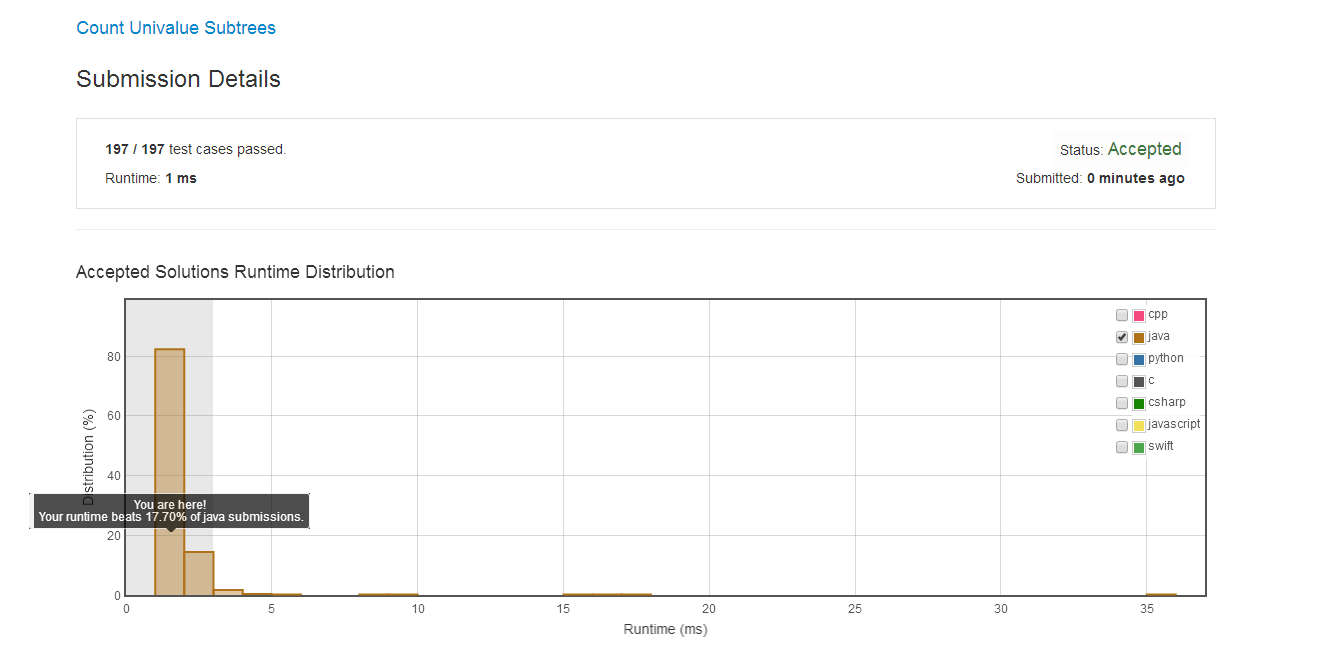 Count Univalue Subtrees
Submission Details
197 / 197 test cases passed.
Status: Accepted
Runtime: 1 ms
Submitted: 0 minutes ago
Accepted Solutions Runtime Distribution
cpp
java
python
c
csharp
javascript
swift
80
60
40
20
0
Distribution (%)
You are here!
Your runtime beats 17.70% of java submissions.
0
5
10
15
20
25
30
35
Runtime (ms)